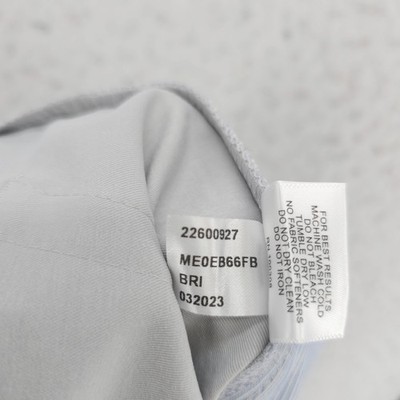 22600927
ME0EB66FB
BRI
032023
FOR BEST RESULTS
MACHINE WASH COLD
DO NOT BLEACH
TUMBLE DRY LOW
DO NOT DRY CLEAN
NO FABRIC SOFTENERS
DO NOT IRON